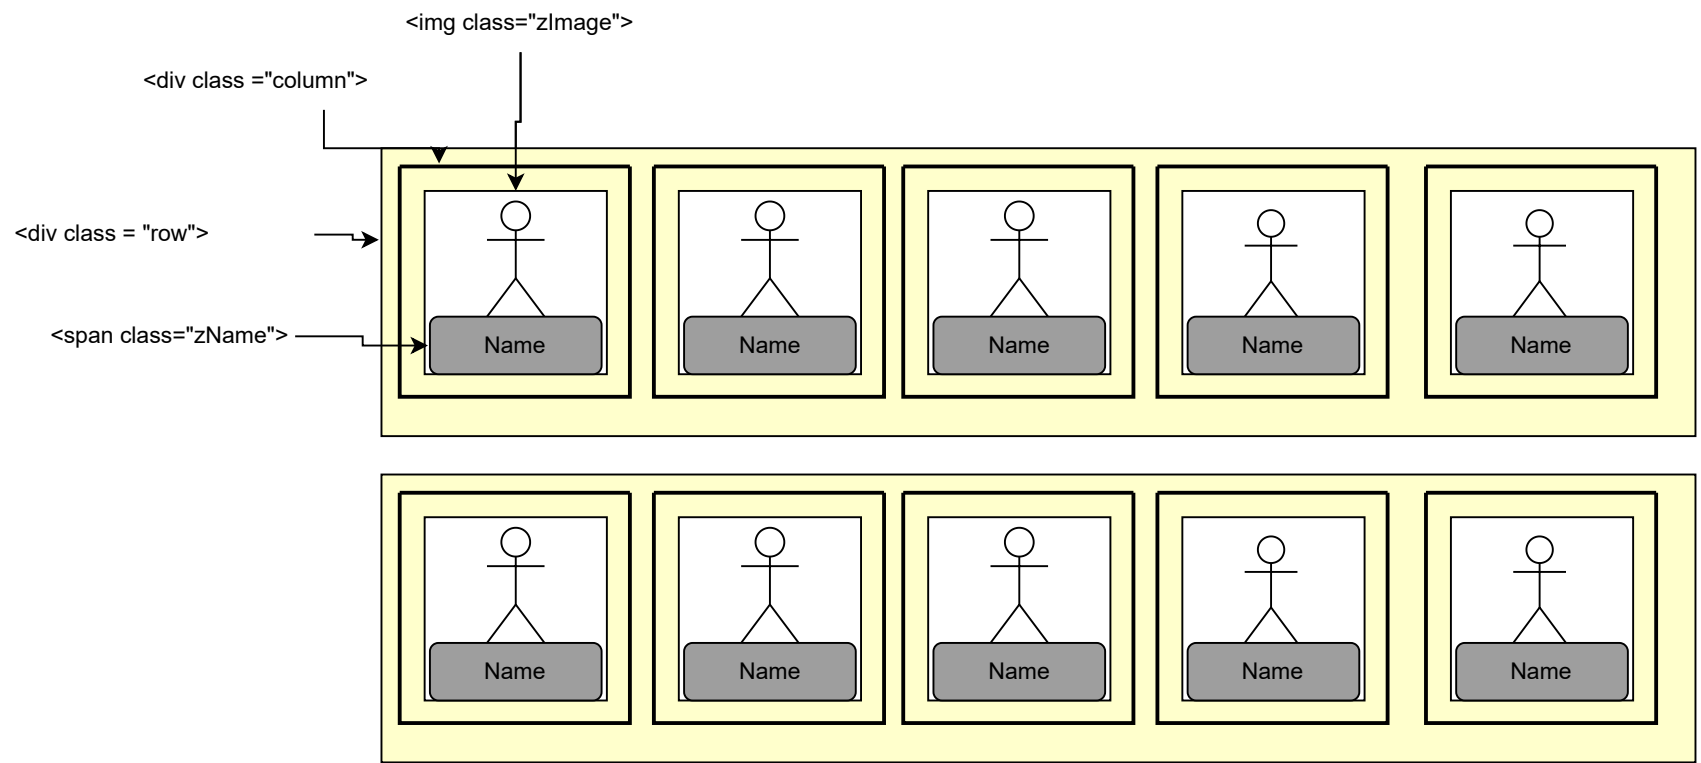 <img class="zImage">
<div class ="column">
<div class = "row">
<span class="zName">
Name
Name
Name
Name
Name
Name
Name
Name
Name
Name